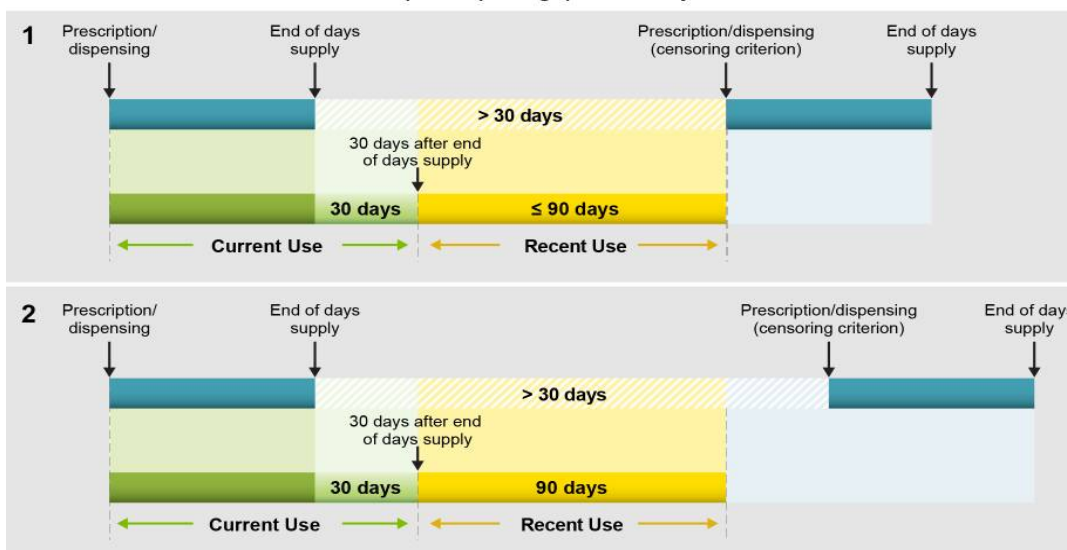 1
Prescription/
dispensing
End of days
supply
Prescription/dispensing
(censoring criterion)
End of days
supply
> 30 days
30 days after end
of days supply
30 days
≤ 90 days
Current Use
Recent Use
2
Prescription/
dispensing
End of days
supply
Prescription/dispensing
(censoring criterion)
End of day
supply
> 30 days
30 days after end
of days supply
30 days
90 days
Current Use
Recent Use